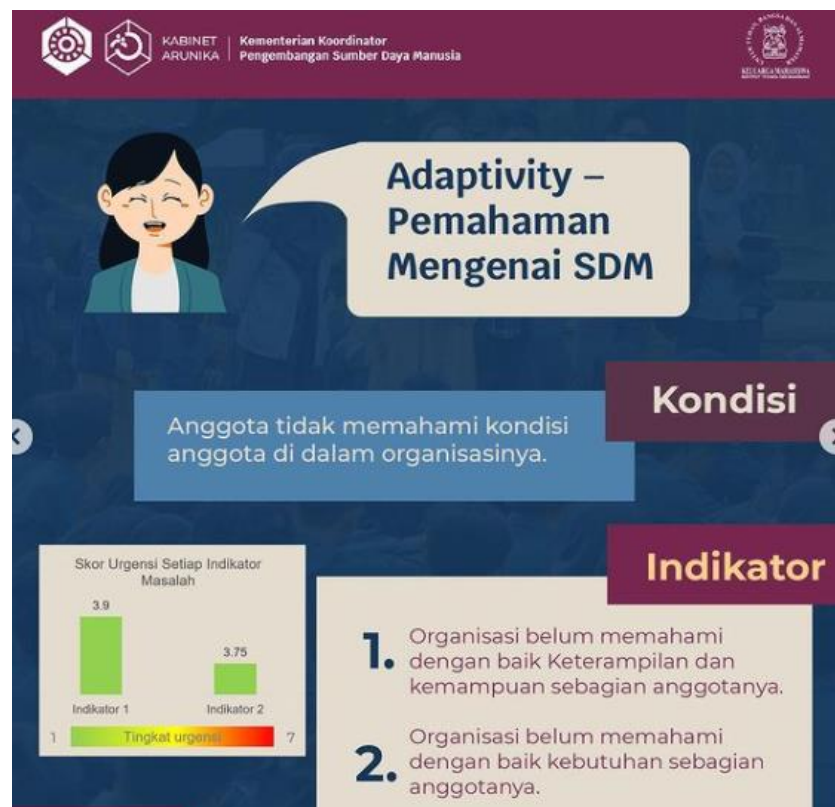 KABINET
ARUNIKA
Kementerian Koordinator
Pengembangan Sumber Daya Manusia
Adaptivity –
Pemahaman
Mengenai SDM
Kondisi
Anggota tidak memahami kondisi
anggota di dalam organisasinya.
Indikator
Skor Urgensi Setiap Indikator
Masalah
3.9
3.75
Indikator 1
Indikator 2
1
Tingkat urgensi
7
1. Organisasi belum memahami
dengan baik Keterampilan dan
kemampuan sebagian anggotanya.
2. Organisasi belum memahami
dengan baik kebutuhan sebagian
anggotanya.